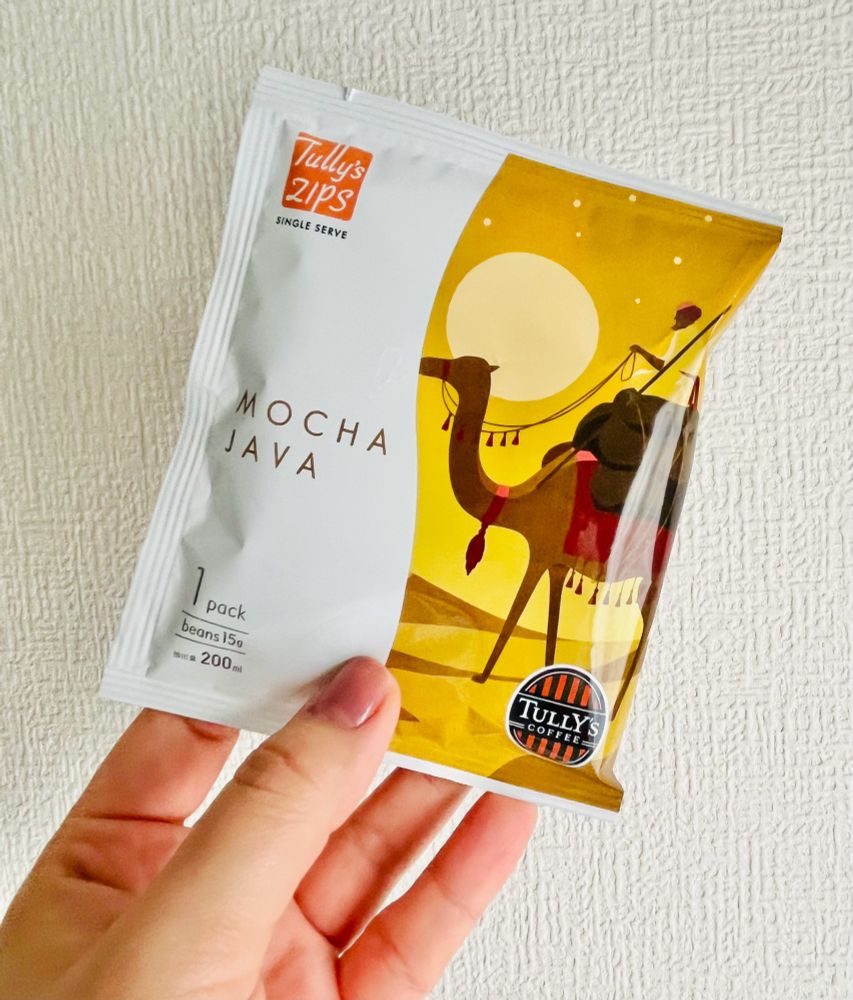 Tully's
ZIPS
SINGLE SERVE
MOCHA
JAVA
1 pack
beans 15g
200ml
TULLY'S
COFFEE